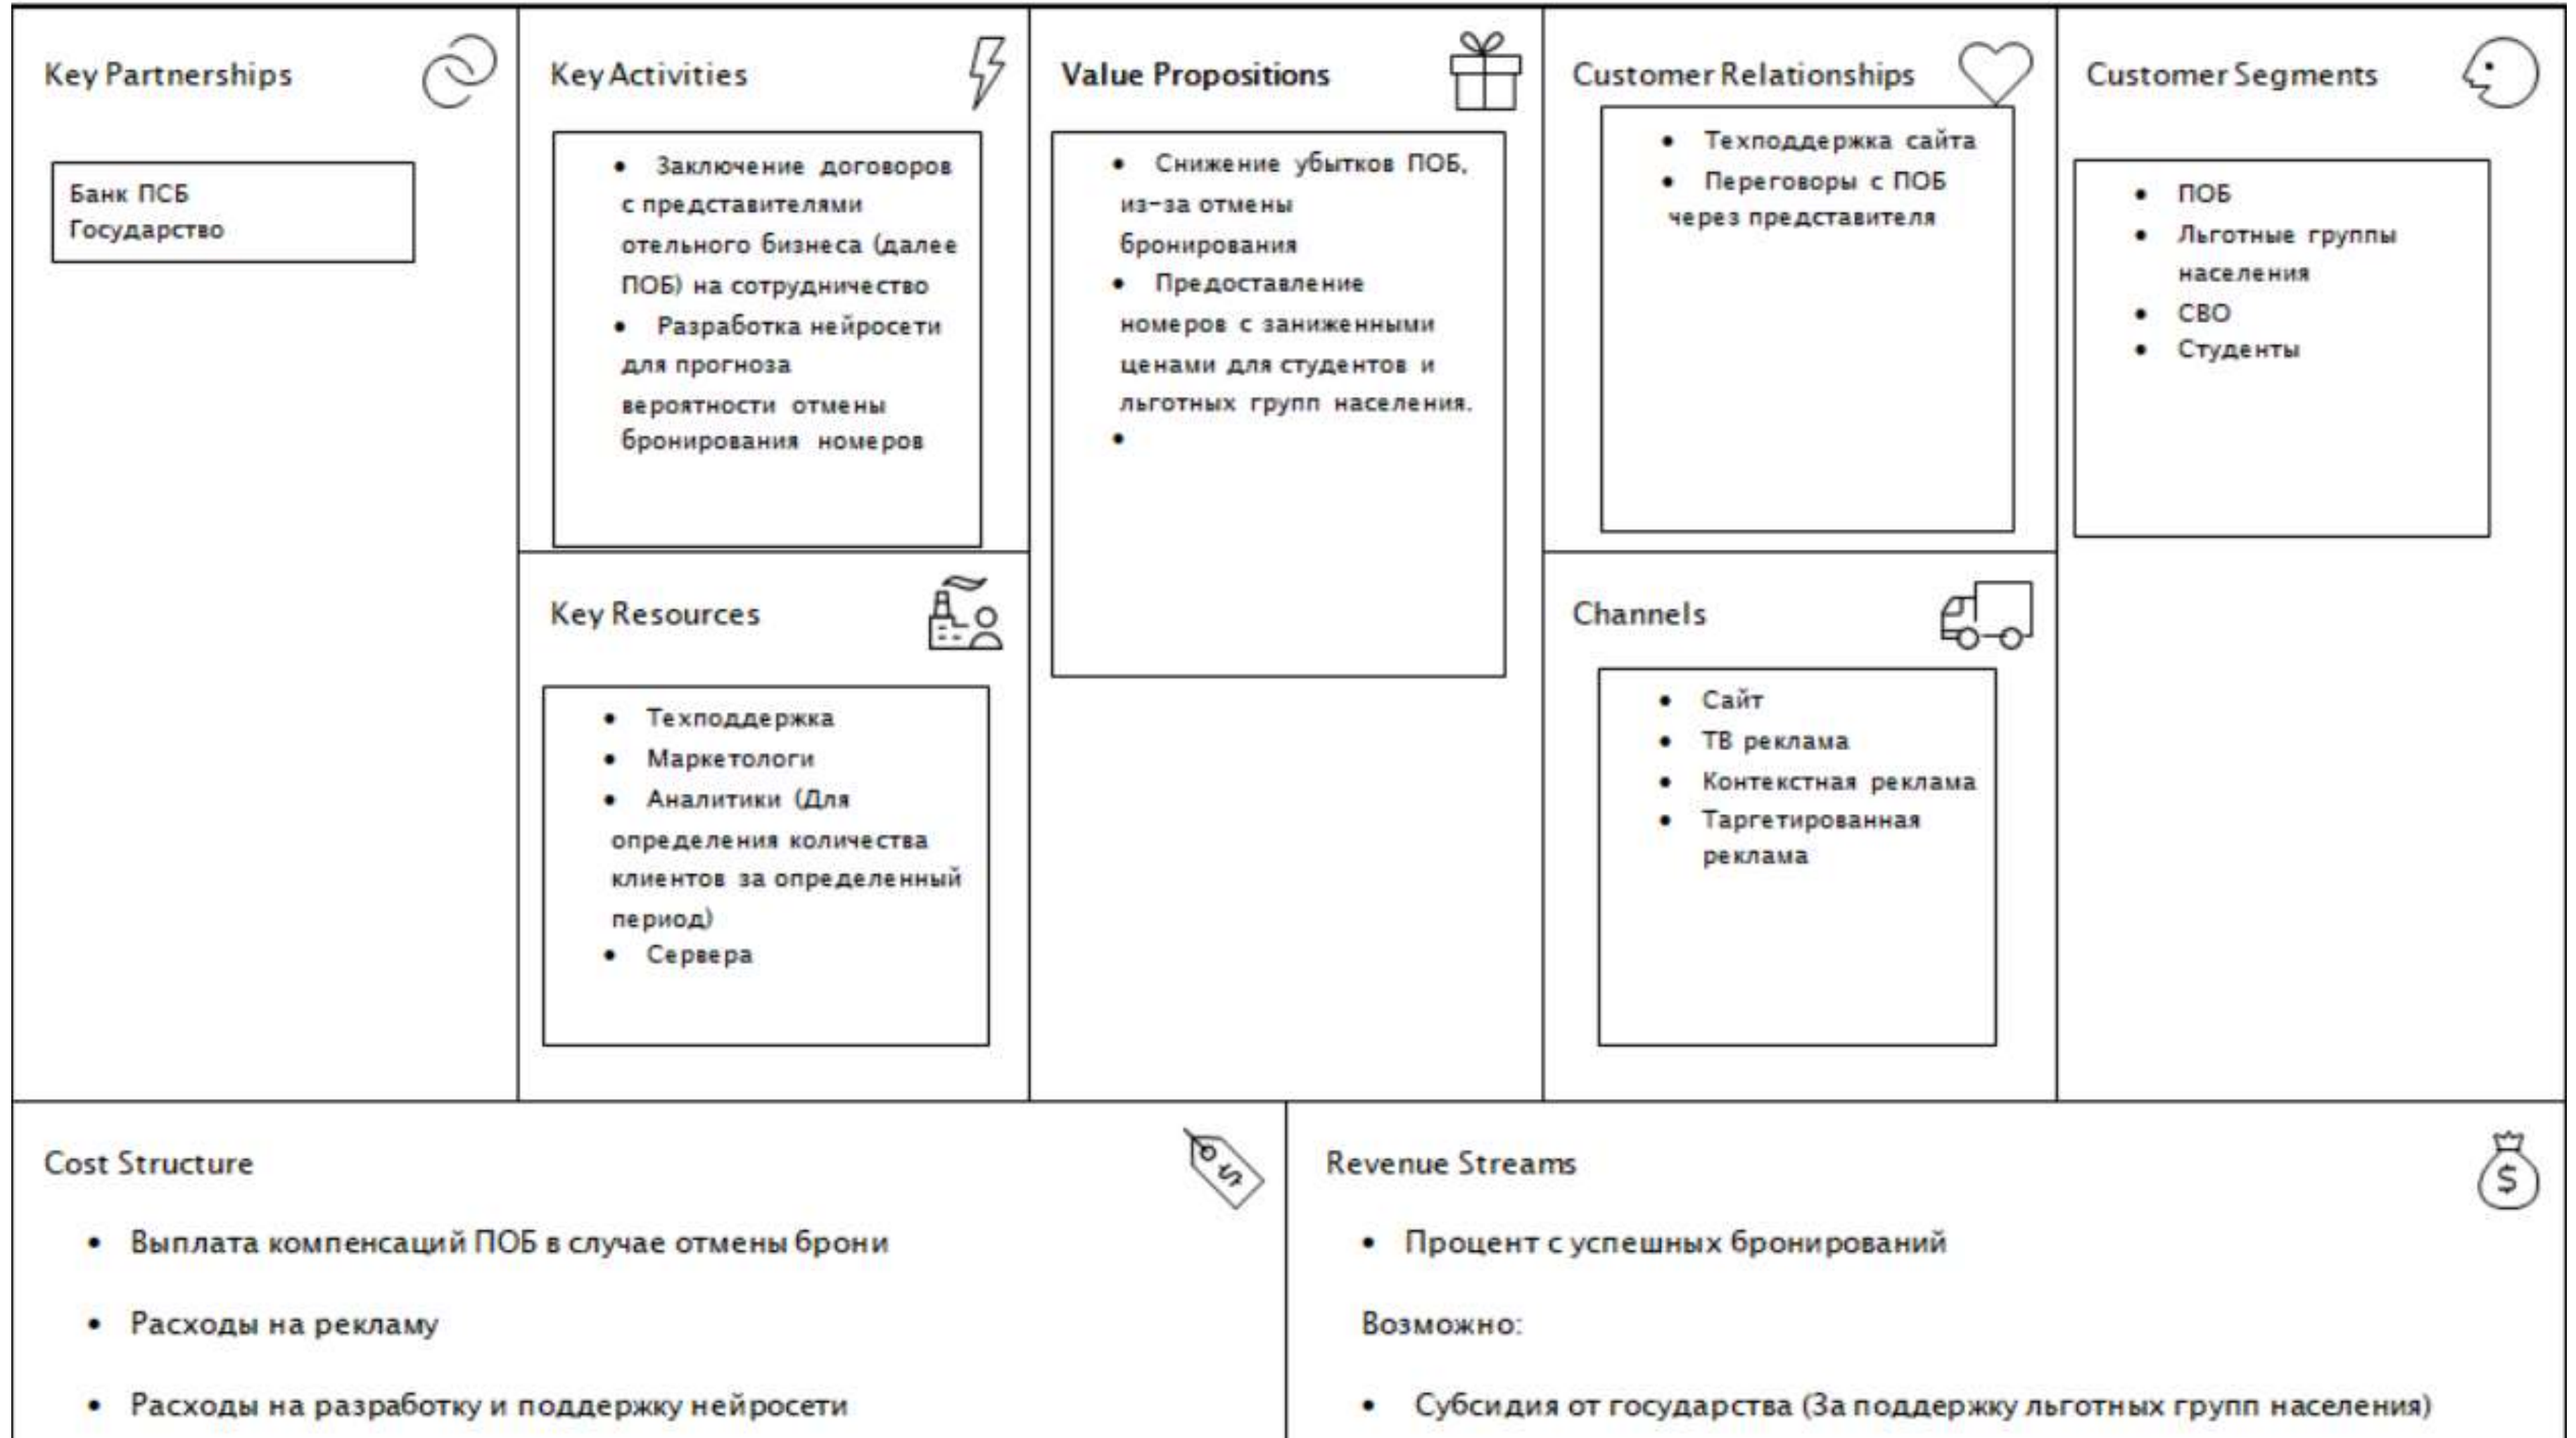 Key Partnerships
Банк ПСБ
Государство
Key Activities
• Заключение договоров
с представителями
отельного бизнеса (далее
ПОБ) на сотрудничество
• Разработка нейросети
для прогноза
вероятности отмены
бронирования номеров
Key Resources
• Техподдержка
• Маркетологи
• Аналитики (Для
определения количества
клиентов за определенный
период)
• Сервера
Value Propositions
• Снижение убытков ПОБ,
из-за отмены
бронирования
• Предоставление
номеров с заниженными
ценами для студентов и
льготных групп населения.
•
Customer Relationships
• Техподдержка сайта
• Переговоры с ПОБ
через представителя
Channels
• Сайт
• ТВ реклама
• Контекстная реклама
• Таргетированная
реклама
Customer Segments
• ПОБ
• Льготные группы
населения
• СВО
• Студенты
Cost Structure
• Выплата компенсаций ПОБ в случае отмены брони
• Расходы на рекламу
• Расходы на разработку и поддержку нейросети
Revenue Streams
• Процент с успешных бронирований
Возможно:
• Субсидия от государства (За поддержку льготных групп населения)